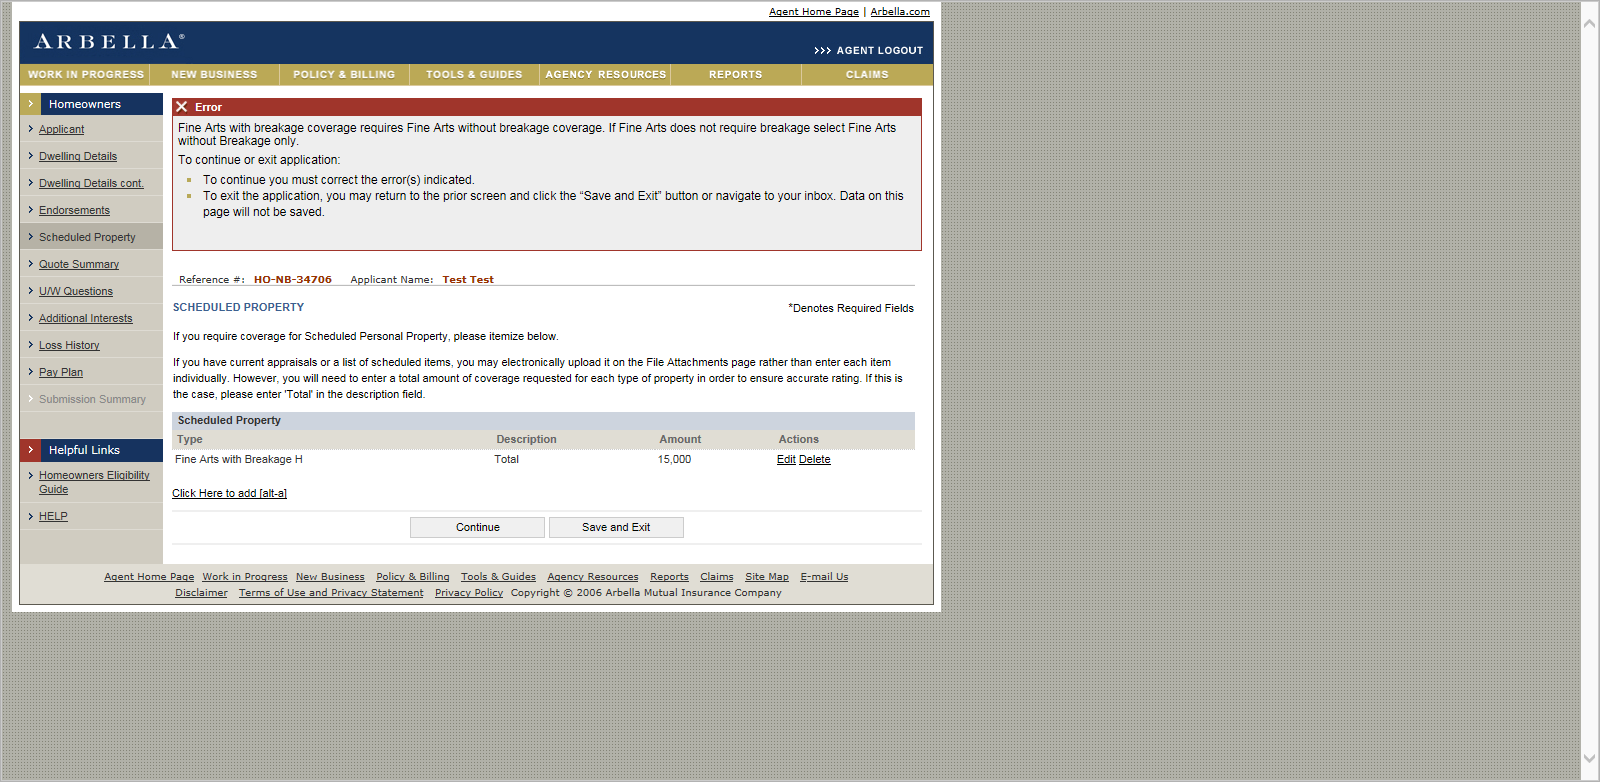 Agent Home Page | Arbella.com
ARBELLA®
>>> AGENT LOGOUT
WORK IN PROGRESS NEW BUSINESS POLICY & BILLING TOOLS & GUIDES AGENCY RESOURCES REPORTS CLAIMS
Homeowners
Applicant
Dwelling Details
Dwelling Details cont.
Endorsements
Scheduled Property
Quote Summary
U/W Questions
Additional Interests
Loss History
Pay Plan
Submission Summary
Helpful Links
Homeowners Eligibility
Guide
HELP
Error
Fine Arts with breakage coverage requires Fine Arts without breakage coverage. If Fine Arts does not require breakage select Fine Arts
without Breakage only.
To continue or exit application:
To continue you must correct the error(s) indicated.
To exit the application, you may return to the prior screen and click the “Save and Exit” button or navigate to your inbox. Data on this
page will not be saved.
Reference #: HO-NB-34706 Applicant Name: Test Test
SCHEDULED PROPERTY
*Denotes Required Fields
If you require coverage for Scheduled Personal Property, please itemize below.
If you have current appraisals or a list of scheduled items, you may electronically upload it on the File Attachments page rather than enter each item
individually. However, you will need to enter a total amount of coverage requested for each type of property in order to ensure accurate rating. If this is
the case, please enter 'Total' in the description field.
Scheduled Property
Type Description Amount Actions
Fine Arts with Breakage H Total 15,000 Edit Delete
Click Here to add [alt-a]
Continue Save and Exit
Agent Home Page Work in Progress New Business Policy & Billing Tools & Guides Agency Resources Reports Claims Site Map E-mail Us
Disclaimer Terms of Use and Privacy Statement Privacy Policy Copyright © 2006 Arbella Mutual Insurance Company